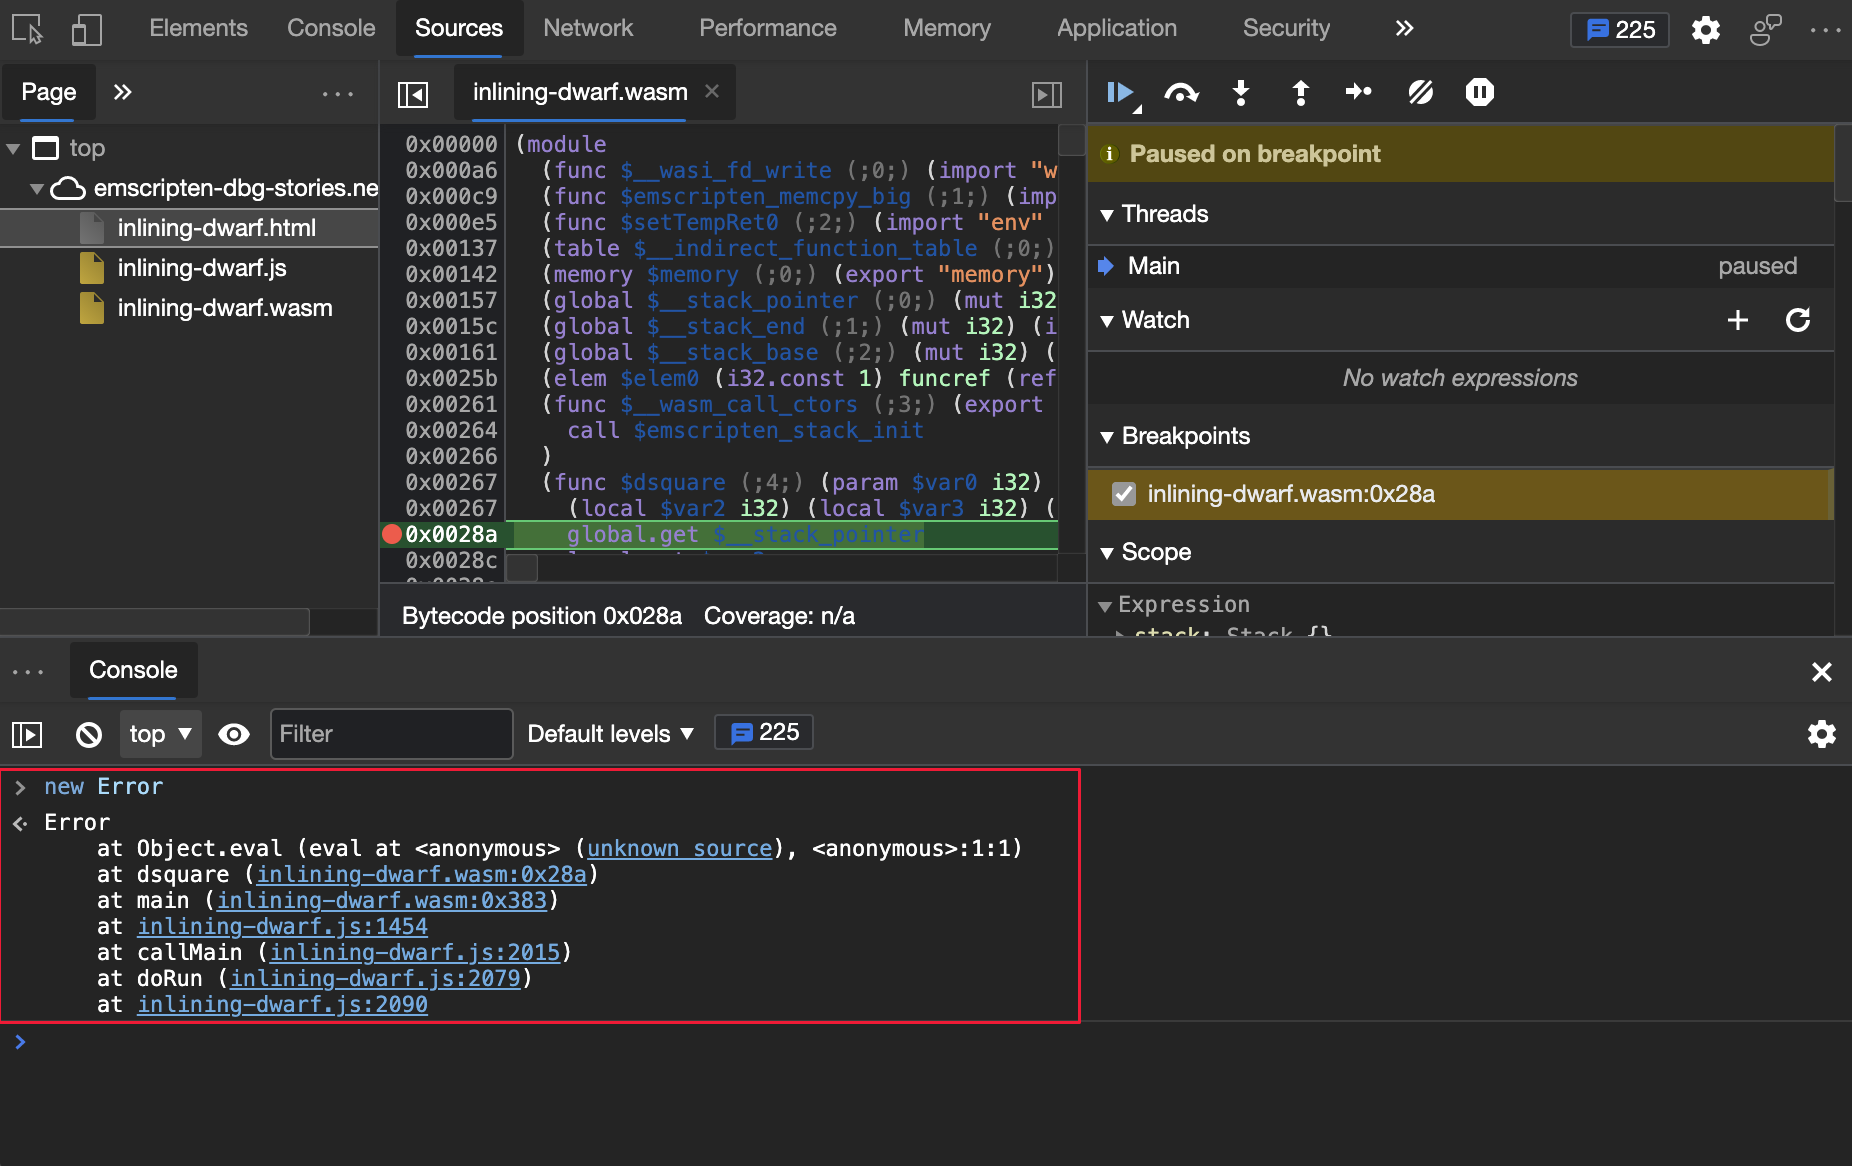 Elements Console Sources Network Performance Memory Application Security 225
Page
top
emscripten-dbg-stories.ne
inlining-dwarf.html
inlining-dwarf.js
inlining-dwarf.wasm
inlining-dwarf.wasm
0x00000 (module
0x000a6 (func $__wasi_fd_write (;0;) (import "w
0x000c9 (func $emscripten_memcpy_big (;1;) (imp
0x000e5 (func $setTempRet0 (;2;) (import "env"
0x00137 (table $__indirect_function_table (;0;)
0x00142 (memory $memory (;0;) (export "memory")
0x00157 (global $__stack_pointer (;0;) (mut i32
0x0015c (global $__stack_end (;1;) (mut i32) (i
0x00161 (global $__stack_base (;2;) (mut i32) (
0x0025b (elem $elem0 (i32.const 1) funcref (ref
0x00261 (func $__wasm_call_ctors (;3;) (export
0x00264 call $emscripten_stack_init
0x00266 )
0x00267 (func $dsquare (;4;) (param $var0 i32)
0x00267 (local $var2 i32) (local $var3 i32) (
0x0028a global.get $__stack_pointer
0x0028c
Bytecode position 0x028a Coverage: n/a
Paused on breakpoint
Threads
Main paused
Watch
No watch expressions
Breakpoints
inlining-dwarf.wasm:0x28a
Scope
Expression
stack: Stack {}
Console
top Filter Default levels 225
> new Error
Error
at Object.eval (eval at <anonymous> (unknown source), <anonymous>:1:1)
at dsquare (inlining-dwarf.wasm:0x28a)
at main (inlining-dwarf.wasm:0x383)
at inlining-dwarf.js:1454
at callMain (inlining-dwarf.js:2015)
at doRun (inlining-dwarf.js:2079)
at inlining-dwarf.js:2090
>